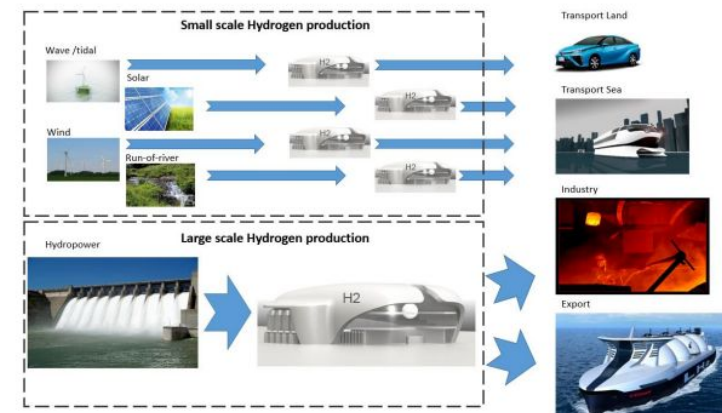 Small scale Hydrogen production
Transport Land
Wave /tidal
H2
Solar
H2
Transport Sea
Wind
H2
Run-of-river
H2
Industry
Large scale Hydrogen production
Hydropower
H2
Export